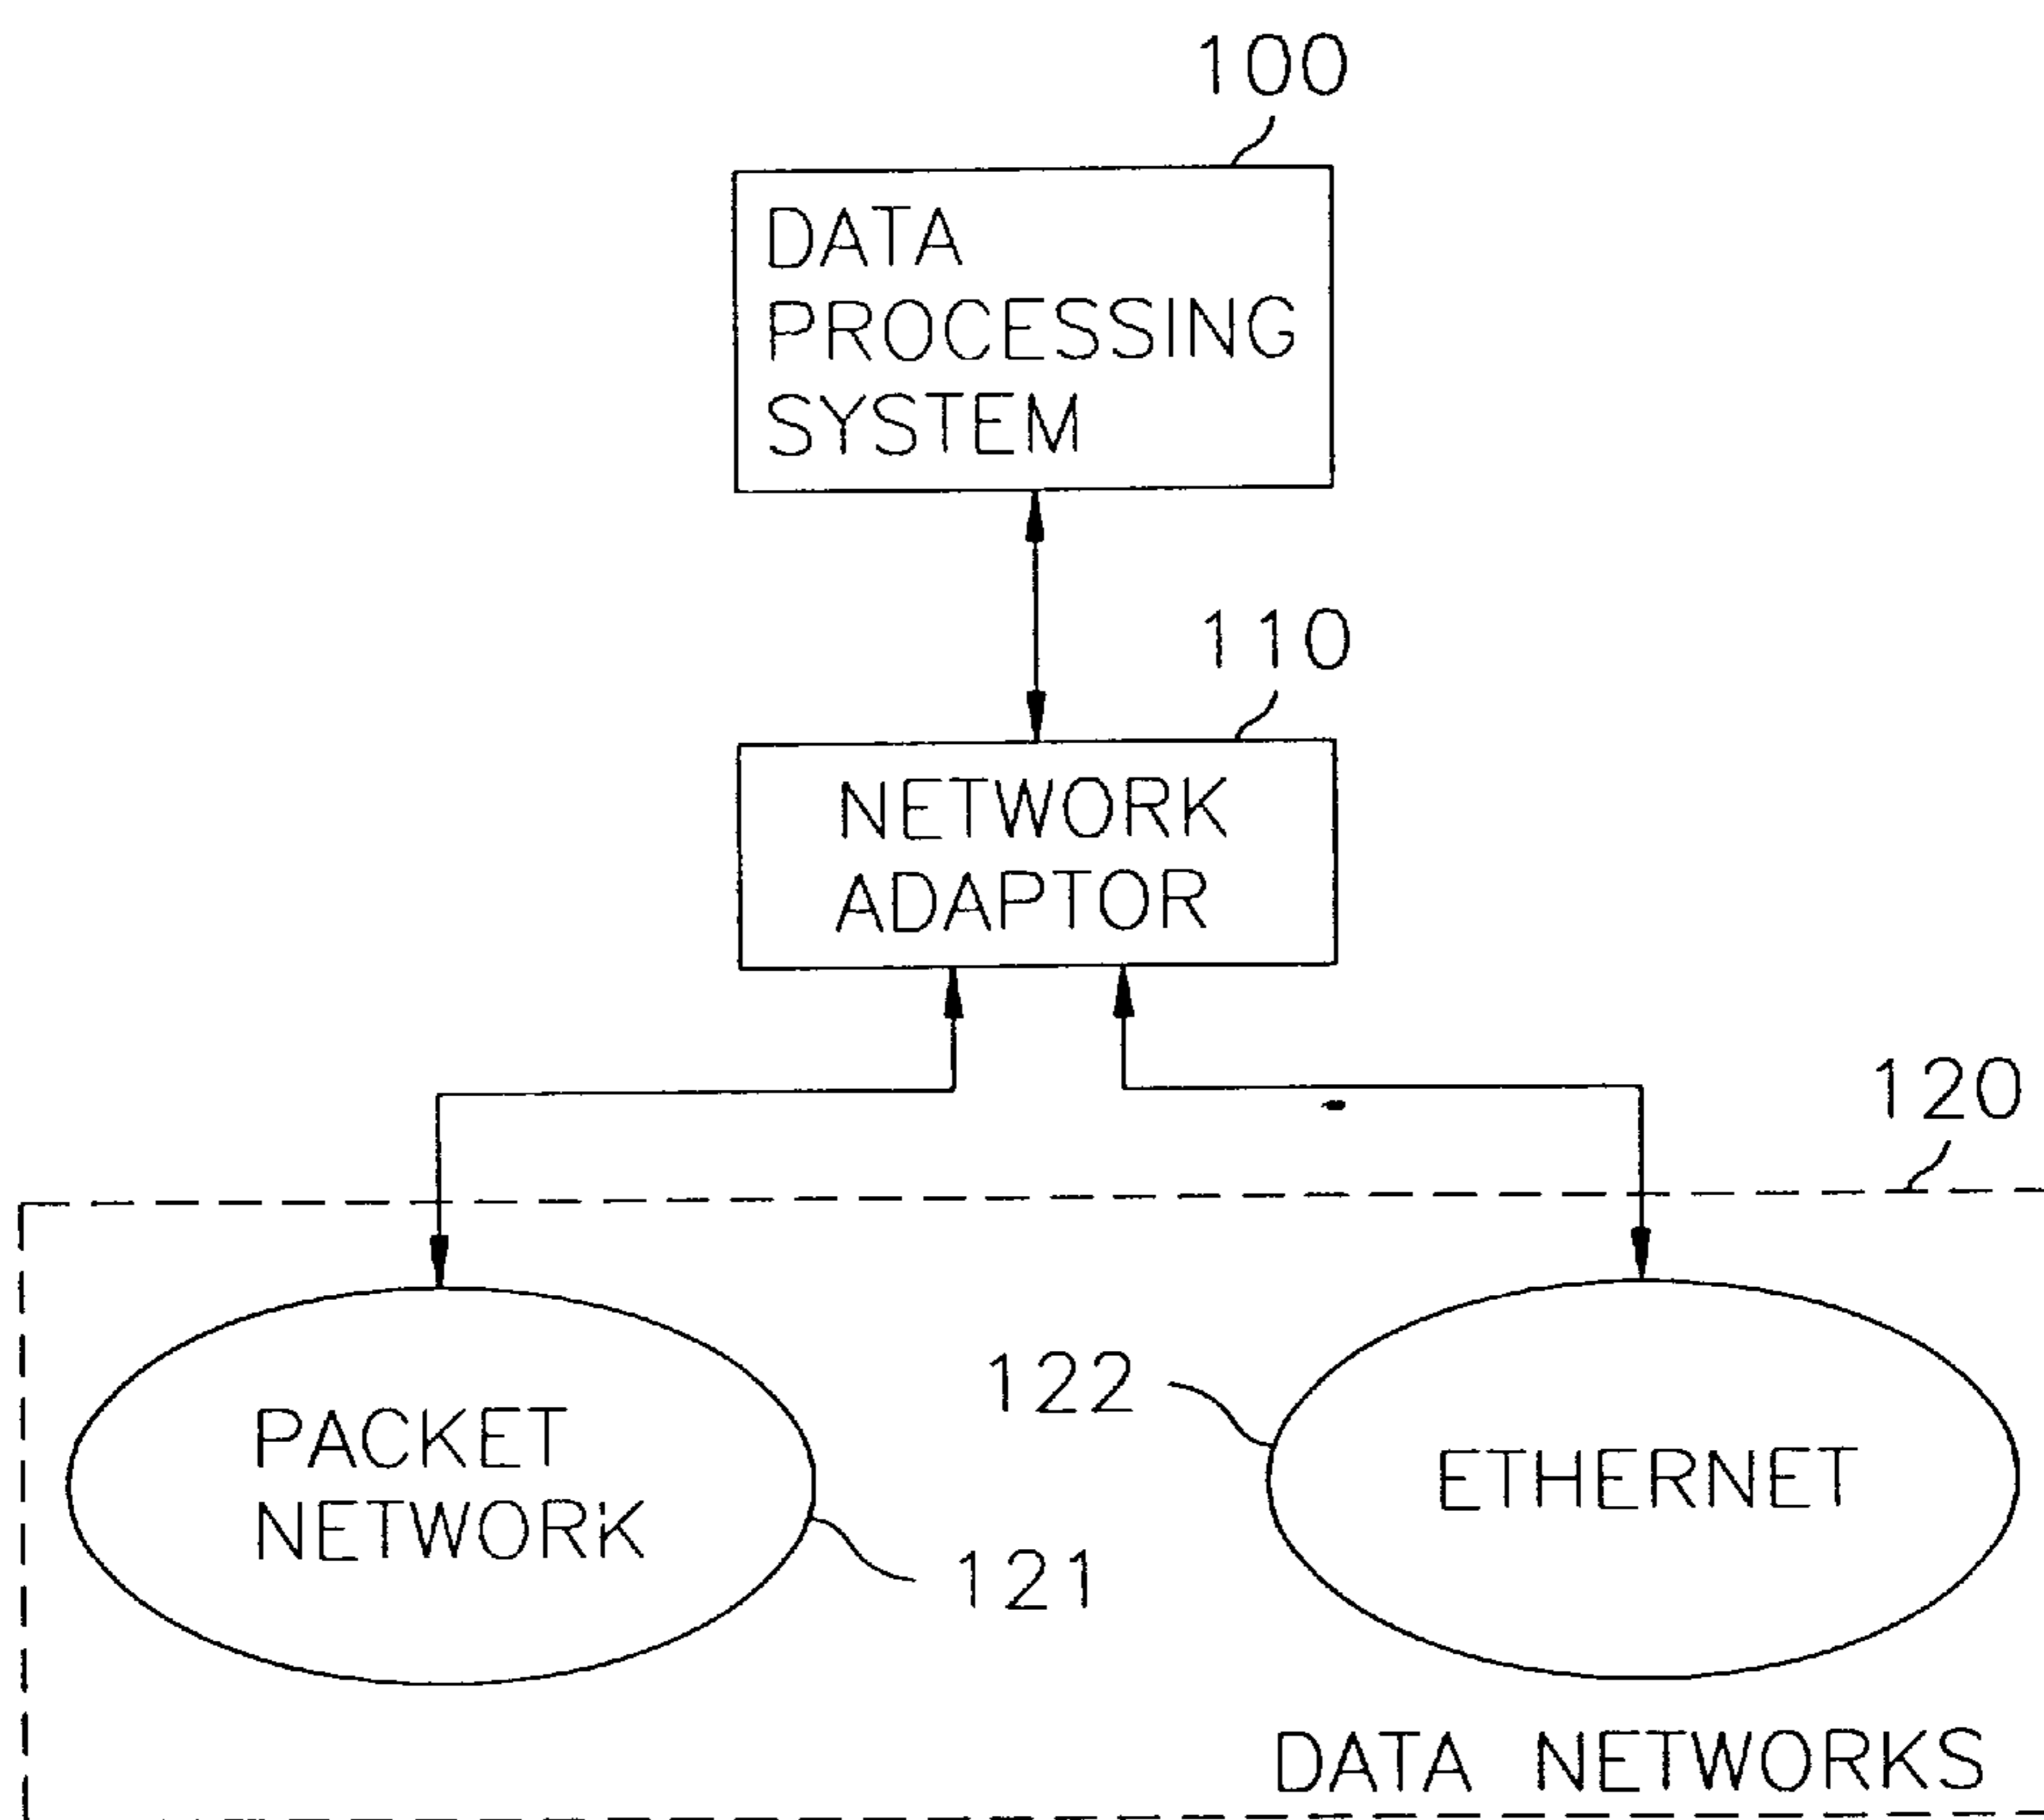 100
DATA
PROCESSING
SYSTEM
110
NETWORK
ADAPTOR
120
122
PACKET
NETWORK
ETHERNET
121
DATA NETWORKS